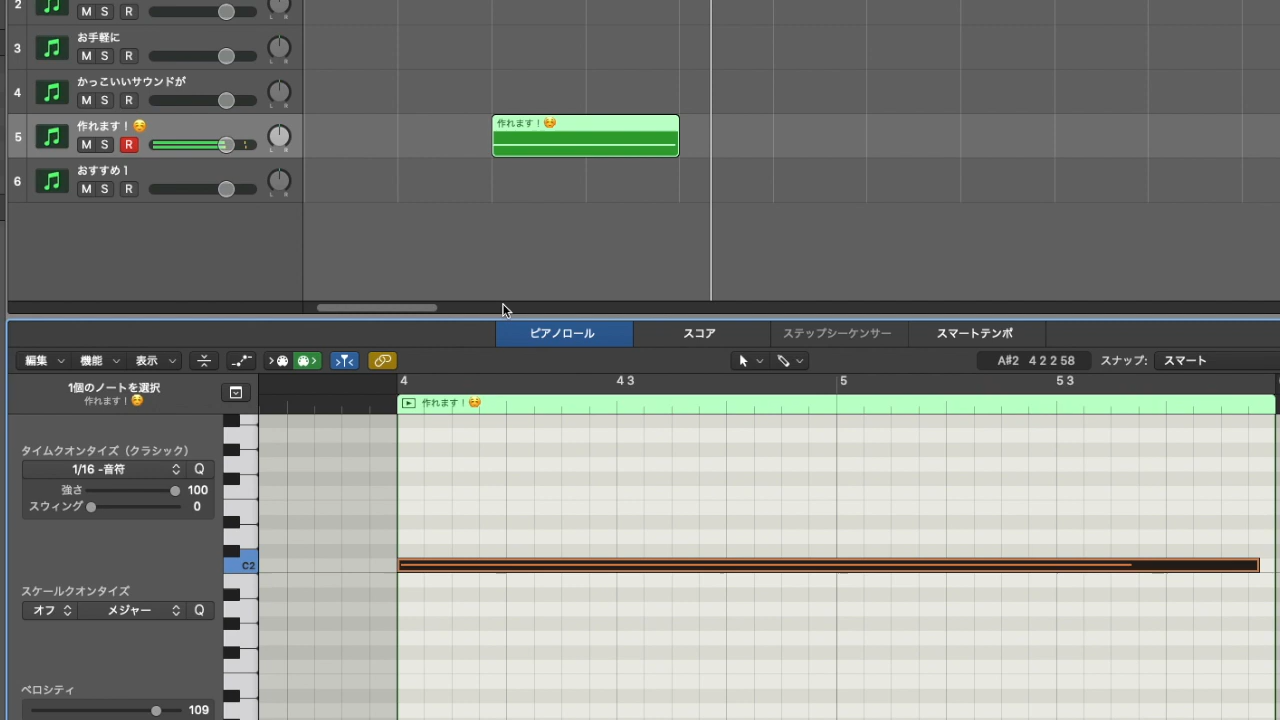 2
M S R
L R
お手軽に
3
M S R
L R
かっこいいサウンドが
4
M S R
L R
作れます！☺️
作れます！☺️
5
M S R
L R
おすすめ1
6
M S R
L R
ピアノロール
スコア
ステップシーケンサー
スマートテンポ
編集 機能 表示
A#2 4 2 2 58
スナップ: スマート
1個のノートを選択
作れます！☺️
4
4 3
5
5 3
作れます！☺️
タイムクオンタイズ（クラシック）
1/16 -音符 Q
強さ 100
スウィング 0
C2
スケールクオンタイズ
オフ メジャー Q
ベロシティ
109